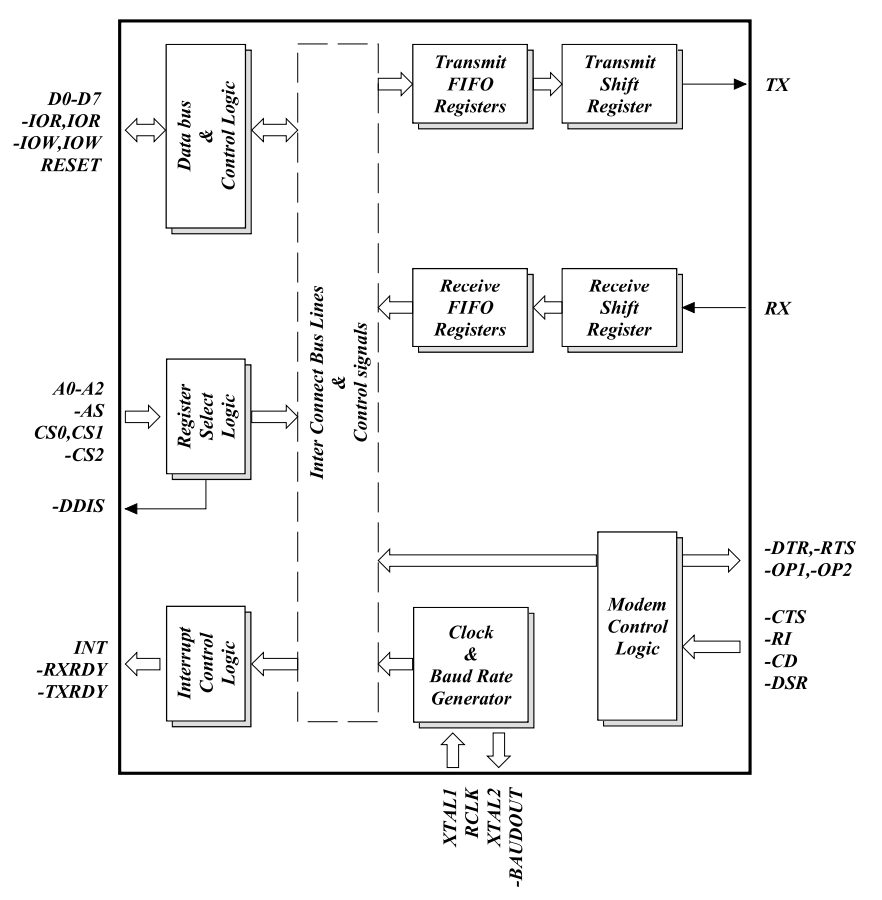 D0-D7
-IOR,IOR
-IOW,IOW
RESET
Data bus
&
Control Logic
Inter Connect Bus Lines
&
Control signals
Transmit
FIFO
Registers
Transmit
Shift
Register
TX
Receive
FIFO
Registers
Receive
Shift
Register
RX
A0-A2
-AS
CS0,CS1
-CS2
-DDIS
Register
Select
Logic
INT
-RXRDY
-TXRDY
Interrupt
Control
Logic
Clock
&
Baud Rate
Generator
Modem
Control
Logic
-DTR,-RTS
-OP1,-OP2
-CTS
-RI
-CD
-DSR
XTAL1
RCLK
XTAL2
-BAUDOUT